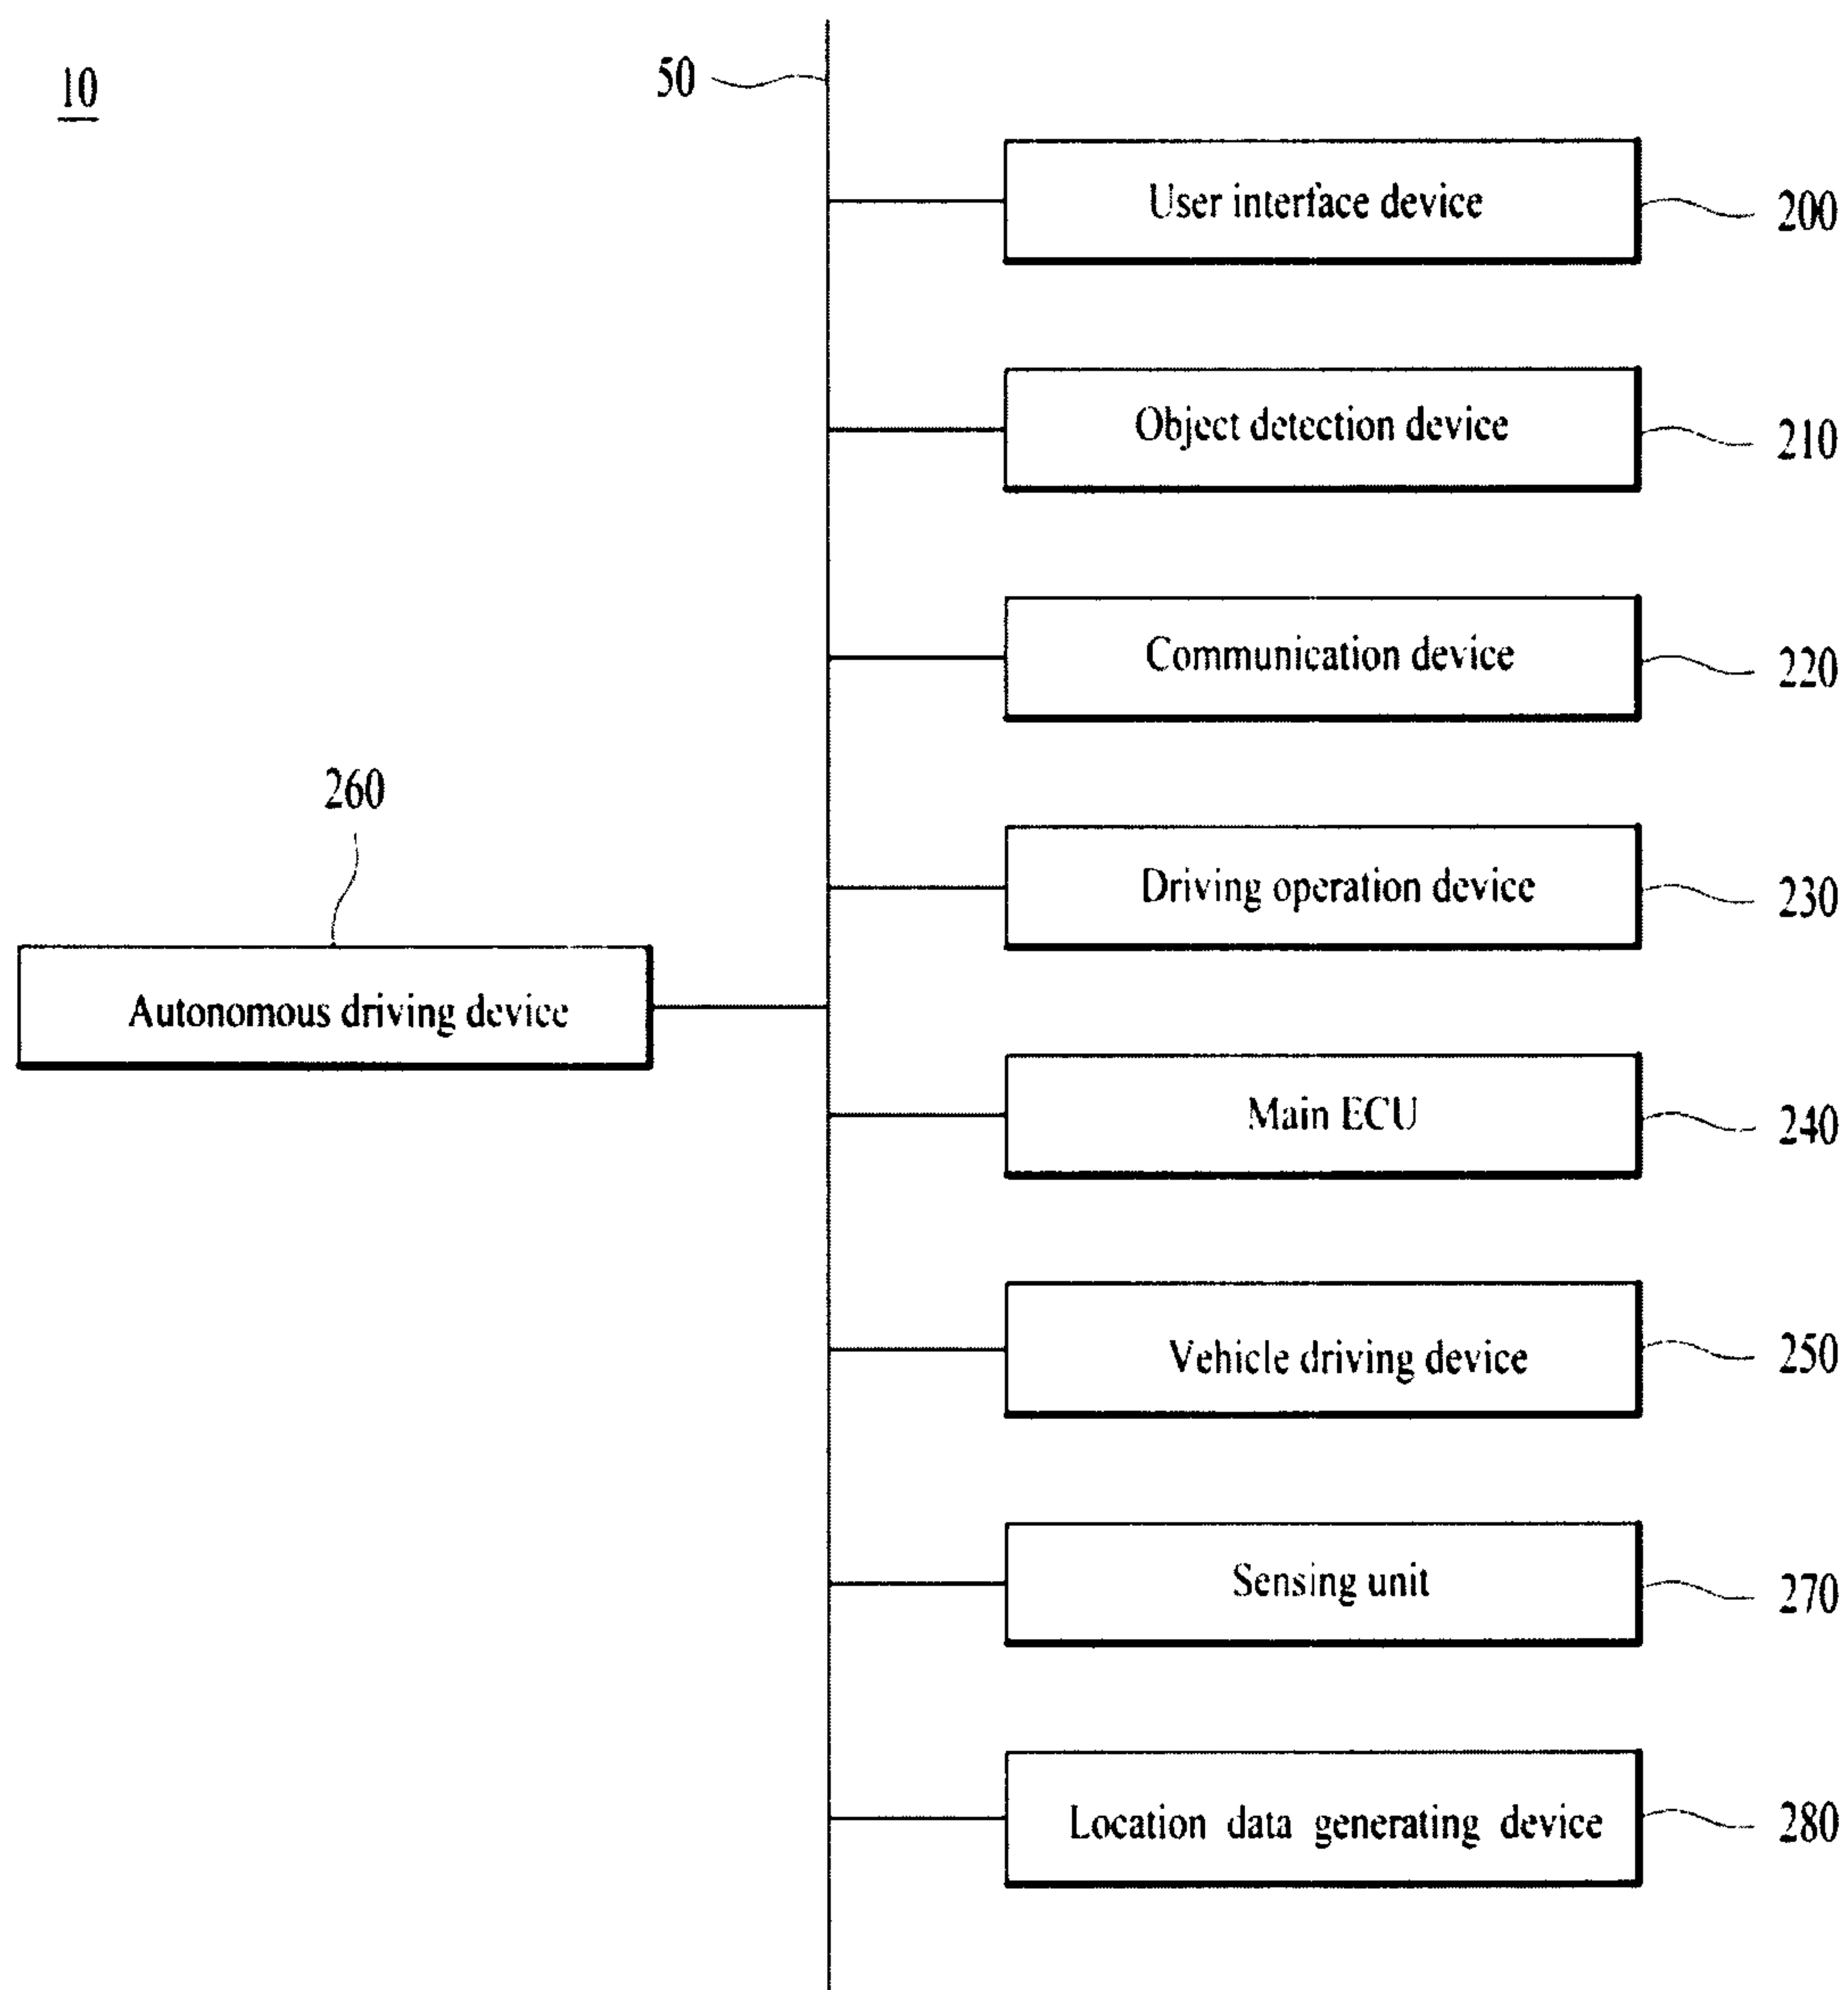 10
50
User interface device
200
Object detection device
210
Communication device
220
260
Driving operation device
230
Autonomous driving device
Main ECU
240
Vehicle driving device
250
Sensing unit
270
Location data generating device
280